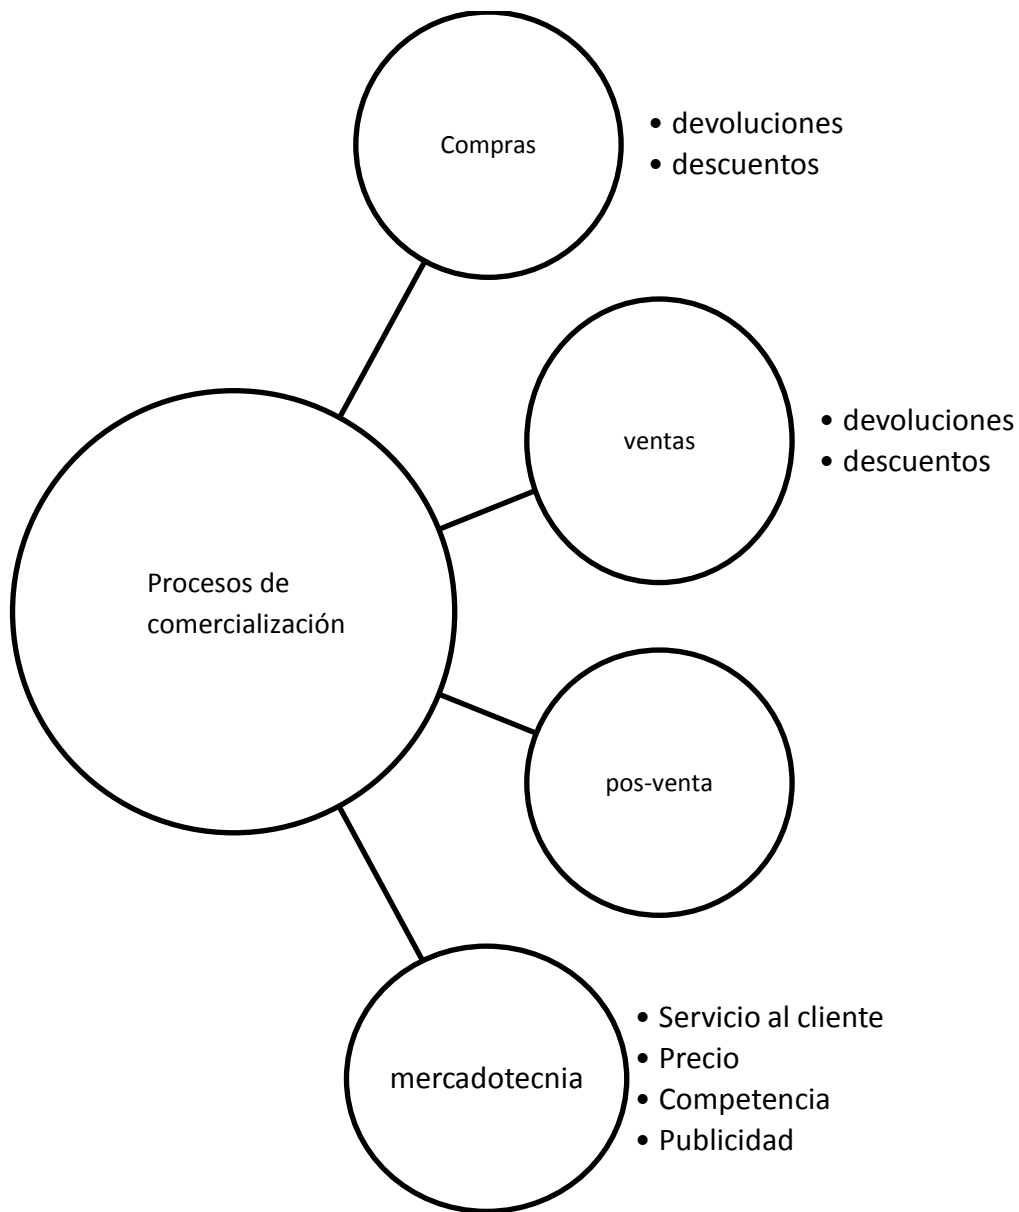 Compras
• devoluciones
• descuentos
ventas
• devoluciones
• descuentos
Procesos de
comercialización
pos-venta
mercadotecnia
• Servicio al cliente
• Precio
• Competencia
• Publicidad